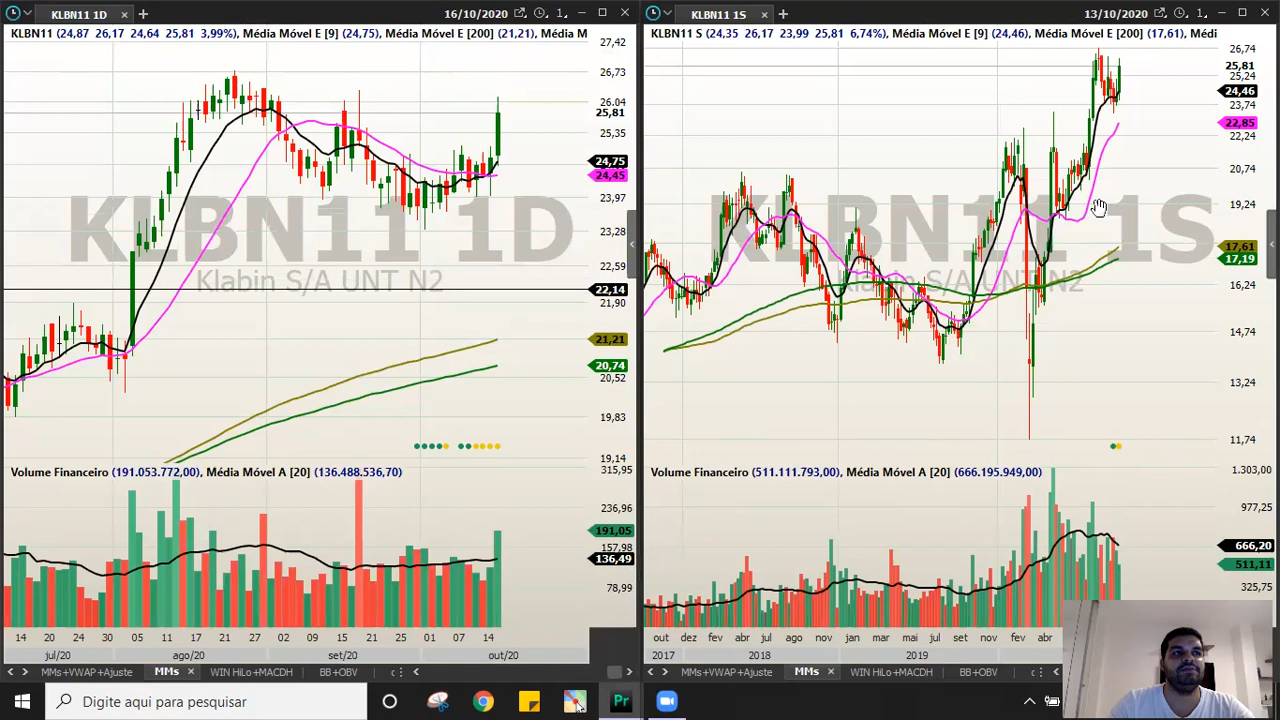 KLBN11 1D
16/10/2020
1
KLBN11 (24,87 26,17 24,64 25,81 3,99%), Média Móvel E [9] (24,75), Média Móvel E [200] (21,21), Média M
27,42
26,73
26,04
25,81
25,35
24,75
24,45
23,97
23,28
22,59
22,14
21,90
21,21
20,74
20,52
19,83
19,14
KLBN11 1D
Klabin S/A UNT N2
Volume Financeiro (191.053.772,00), Média Móvel A [20] (136.488.536,70)
315,95
236,96
191,05
157,98
136,49
78,99
14 20 24 30 05 11 17 21 27 02 09 15 21 25 01 07 14
jul/20 ago/20 set/20 out/20
MMs+VWAP+Ajuste MMs WIN Hilo+MACDH BB+OBV
KLBN11 1S
13/10/2020
1
KLBN11 S (24,35 26,17 23,99 25,81 6,74%), Média Móvel E [9] (24,46), Média Móvel E [200] (17,61), Médi
26,74
25,81
25,24
24,46
23,74
22,85
22,24
20,74
19,24
17,61
17,19
16,24
14,74
13,24
11,74
KLBN11 1S
Klabin S/A UNT N2
Volume Financeiro (511.111.793,00), Média Móvel A [20] (666.195.949,00)
1.303,00
977,25
666,20
511,11
325,75
out dez fev abr jul ago nov jan mar mai jul set nov fev abr
2017 2018 2019
MMs+VWAP+Ajuste MMs WIN Hilo+MACDH BB+OBV
Digite aqui para pesquisar
Pr